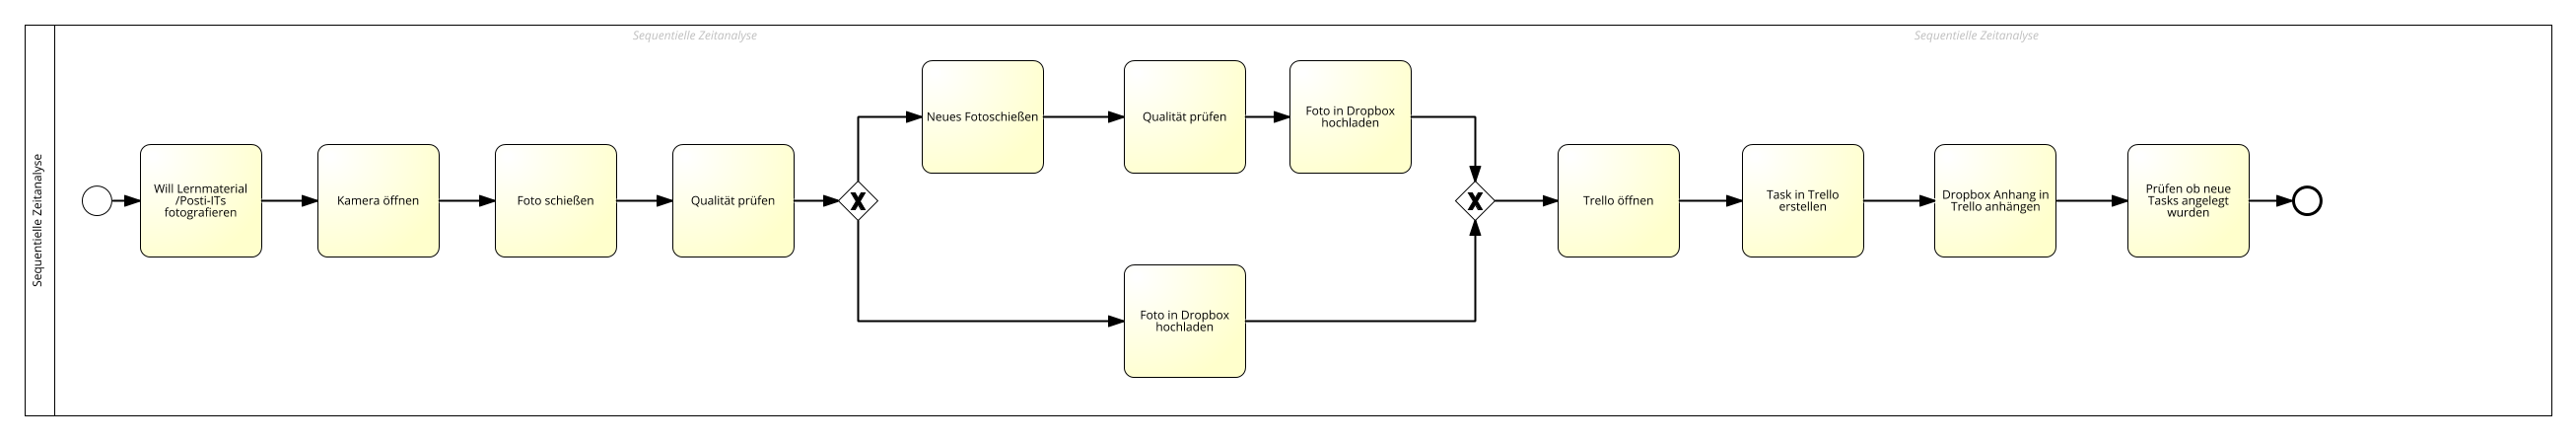 Sequentielle Zeitanalyse
Sequentielle Zeitanalyse
Sequentielle Zeitanalyse
Will Lernmaterial
/Posti-ITs
fotografieren
Kamera öffnen
Foto schießen
Qualität prüfen
X
Neues Fotoschießen
Qualität prüfen
Foto in Dropbox
hochladen
Foto in Dropbox
hochladen
X
Trello öffnen
Task in Trello
erstellen
Dropbox Anhang in
Trello anhängen
Prüfen ob neue
Tasks angelegt
wurden